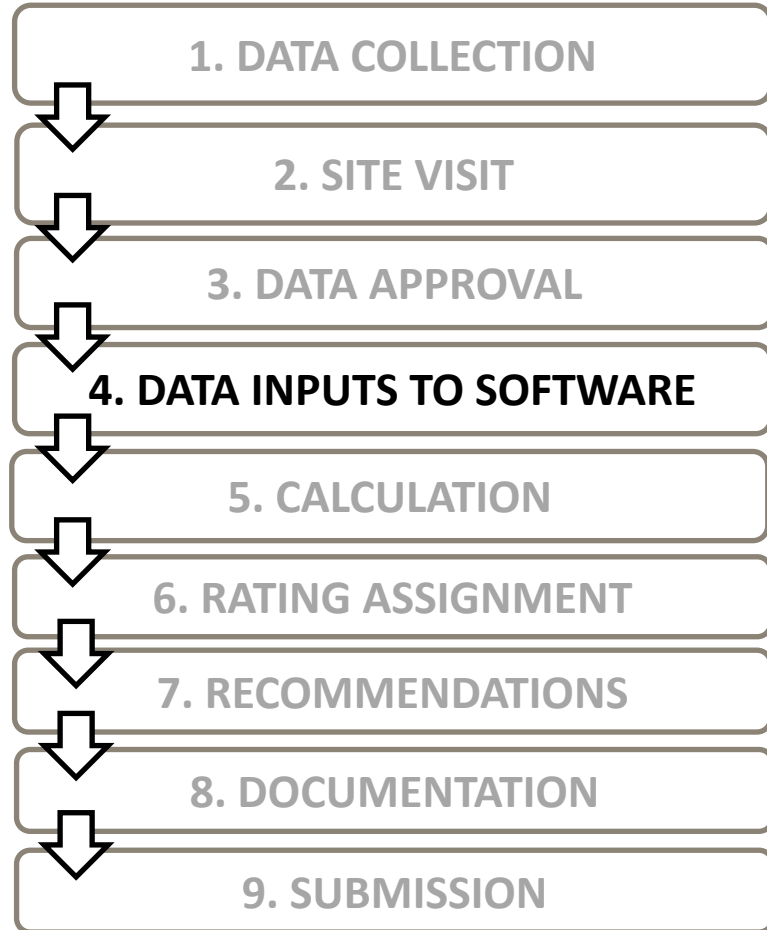 1. DATA COLLECTION
2. SITE VISIT
3. DATA APPROVAL
4. DATA INPUTS TO SOFTWARE
5. CALCULATION
6. RATING ASSIGNMENT
7. RECOMMENDATIONS
8. DOCUMENTATION
9. SUBMISSION